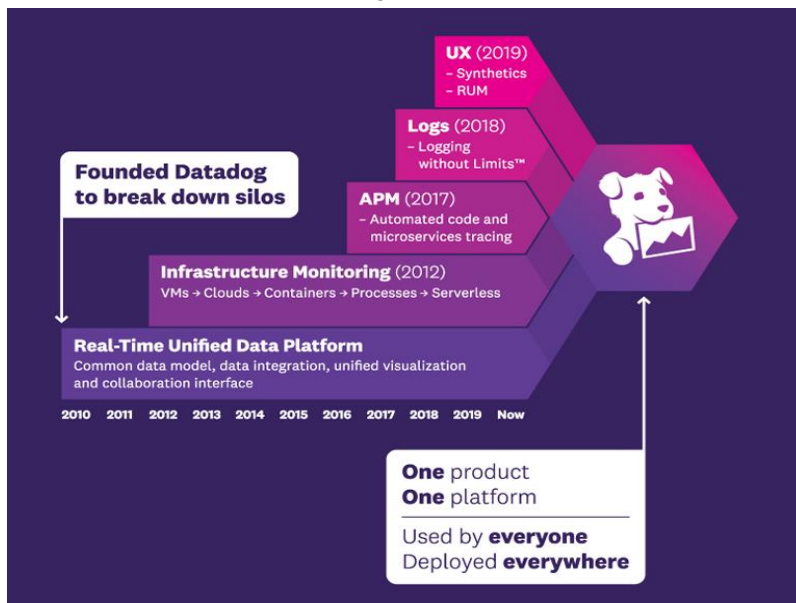 UX (2019)
– Synthetics
– RUM
Logs (2018)
– Logging
without Limits™
Founded Datadog
to break down silos
APM (2017)
– Automated code and
microservices tracing
Infrastructure Monitoring (2012)
VMs → Clouds → Containers → Processes → Serverless
Real-Time Unified Data Platform
Common data model, data integration, unified visualization
and collaboration interface
2010 2011 2012 2013 2014 2015 2016 2017 2018 2019 Now
One product
One platform
Used by everyone
Deployed everywhere